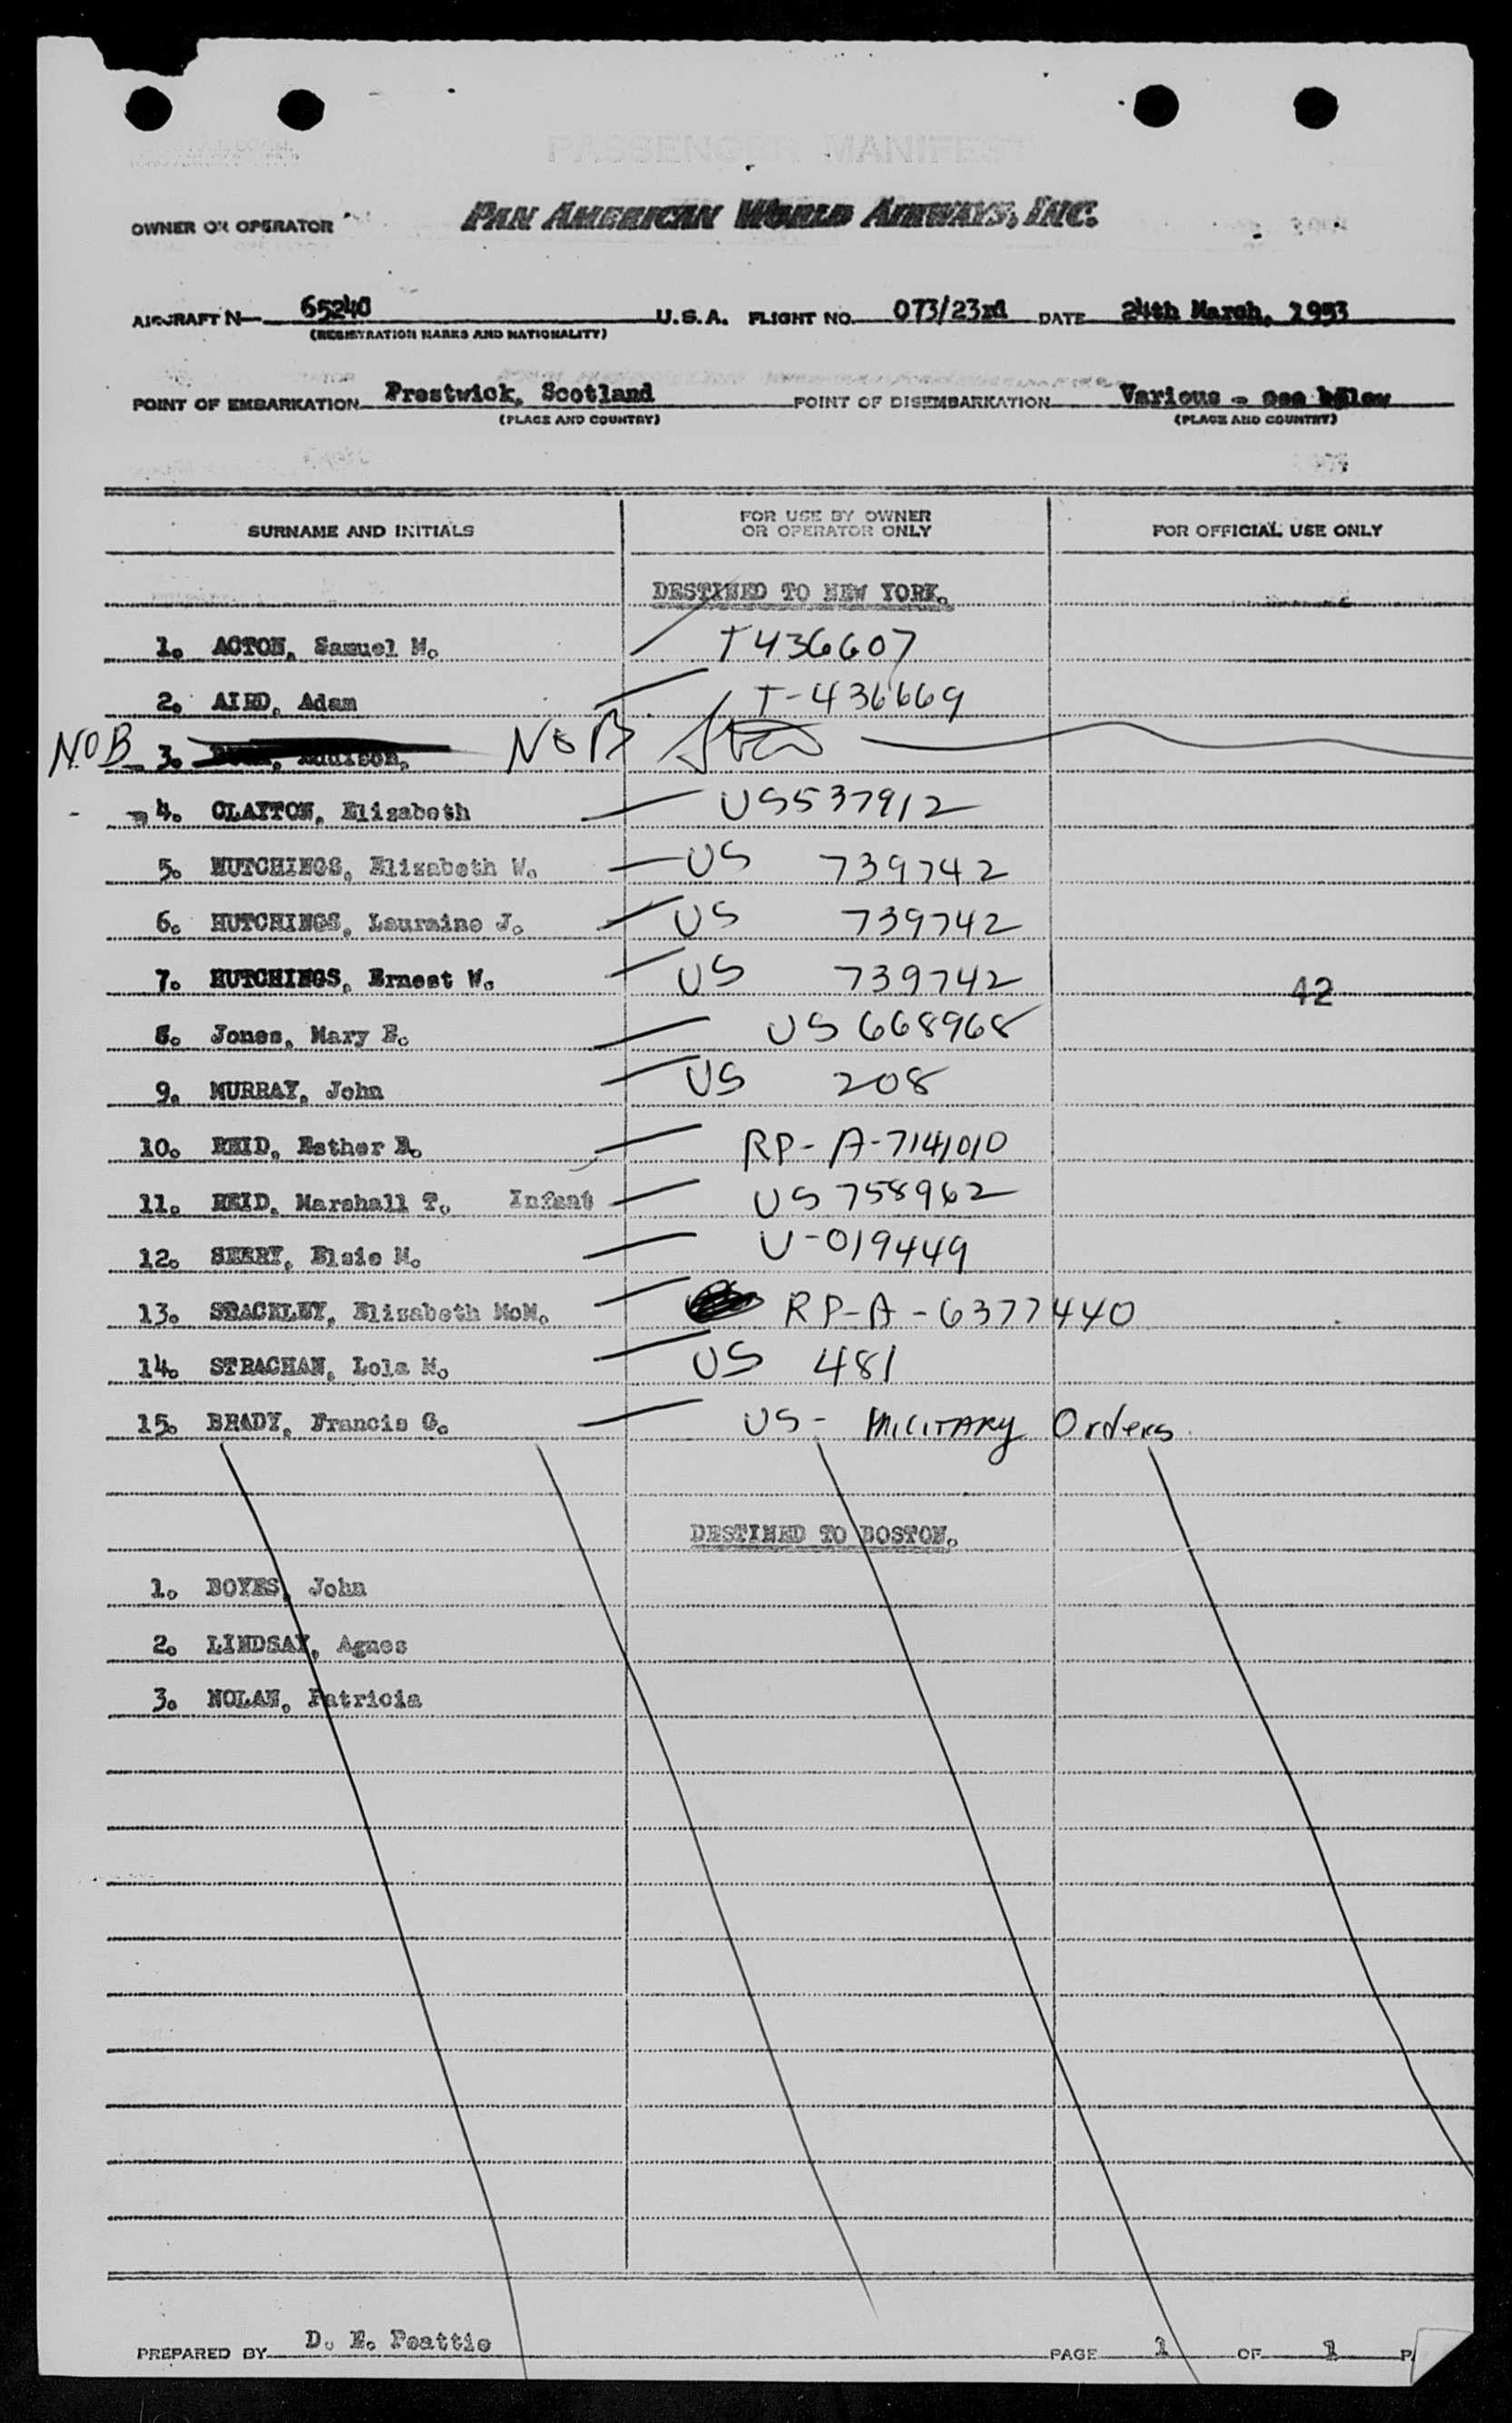 PASSENGER MANIFEST
OWNER OR OPERATOR PAN AMERICAN WORLD AIRWAYS, INC.
AIRCRAFT N 65240 U.S.A. FLIGHT NO. 073/23rd DATE 24th March, 1953
(REGISTRATION MARKS AND NATIONALITY)
POINT OF EMBARKATION Prestwick, Scotland POINT OF DISEMBARKATION Various - see below
(PLACE AND COUNTRY) (PLACE AND COUNTRY)
SURNAME AND INITIALS FOR USE BY OWNER OR OPERATOR ONLY FOR OFFICIAL USE ONLY
DESTINED TO NEW YORK.
1. ACTON, Samuel M. T436607
2. AIRD, Adam T-436669
NOB 3. Addison, NOB
4. CLAYTON, Elizabeth US537912
5. HUTCHINGS, Elizabeth W. US 739742
6. HUTCHINGS, Lauraine J. US 739742
7. HUTCHINGS, Ernest W. US 739742 42
8. Jones, Mary E. US 668968
9. MURRAY, John US 208
10. REID, Esther A. RP-A-7141010
11. REID, Marshall T. Infant US 758962
12. SHERRY, Elsie M. U-019449
13. Elizabeth McM. RP-A-6377440
14. STRACHAN, Lola M. US 481
15. BRADY, Francis G. US- MILITARY Orders
DESTINED TO BOSTON.
1. BOYES, John
2. LINDSAY, Agnes
3. NOLAN, Patricia
PREPARED BY D. E. Peattie PAGE 1 OF 1 P